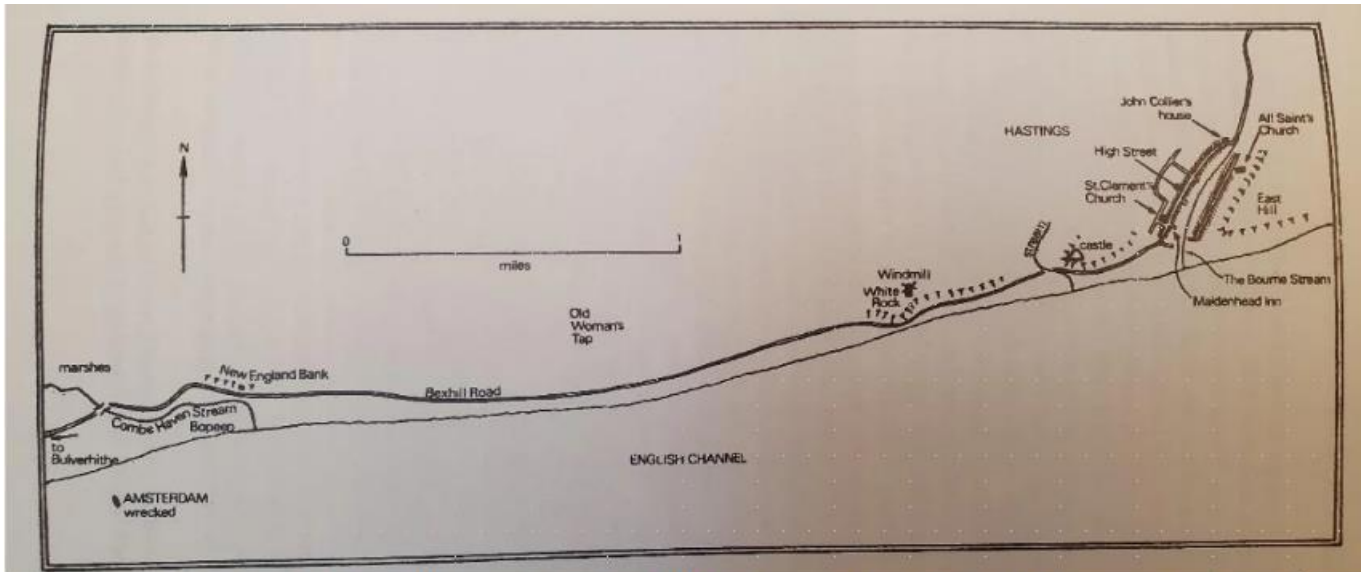 John Collier's
house
All Saint's
Church
HASTINGS
High Street
N
St. Clement's
Church
East
Hill
0
1
miles
castle
Windmill
White
Rock
The Bourne Stream
Maidenhead Inn
Old
Woman's
Tap
marshes
New England Bank
Bexhill Road
Combe Haven Stream
Bopeep
to
Bulverhithe
ENGLISH CHANNEL
AMSTERDAM
wrecked